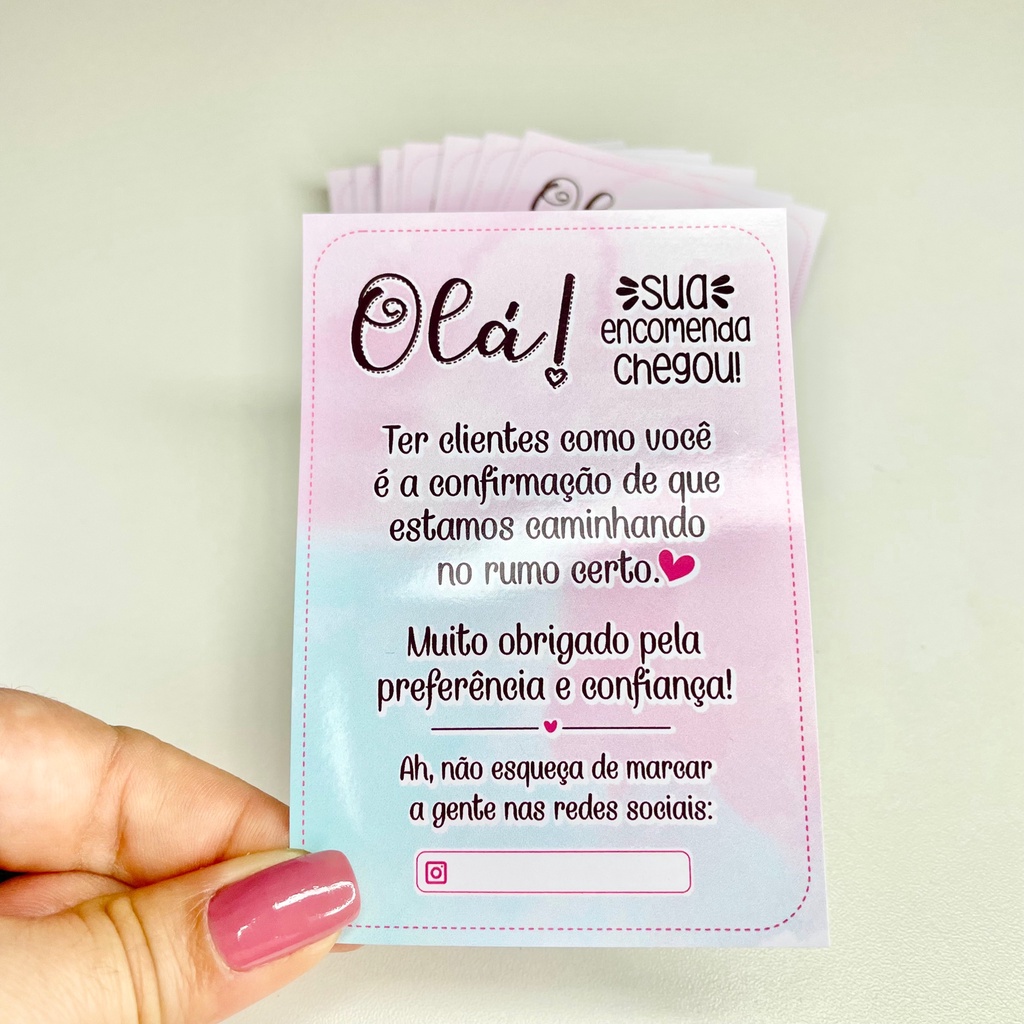 Olá!
sua
encomenda
chegou!
Ter clientes como você
é a confirmação de que
estamos caminhando
no rumo certo.
Muito obrigado pela
preferência e confiança!
Ah, não esqueça de marcar
a gente nas redes sociais: